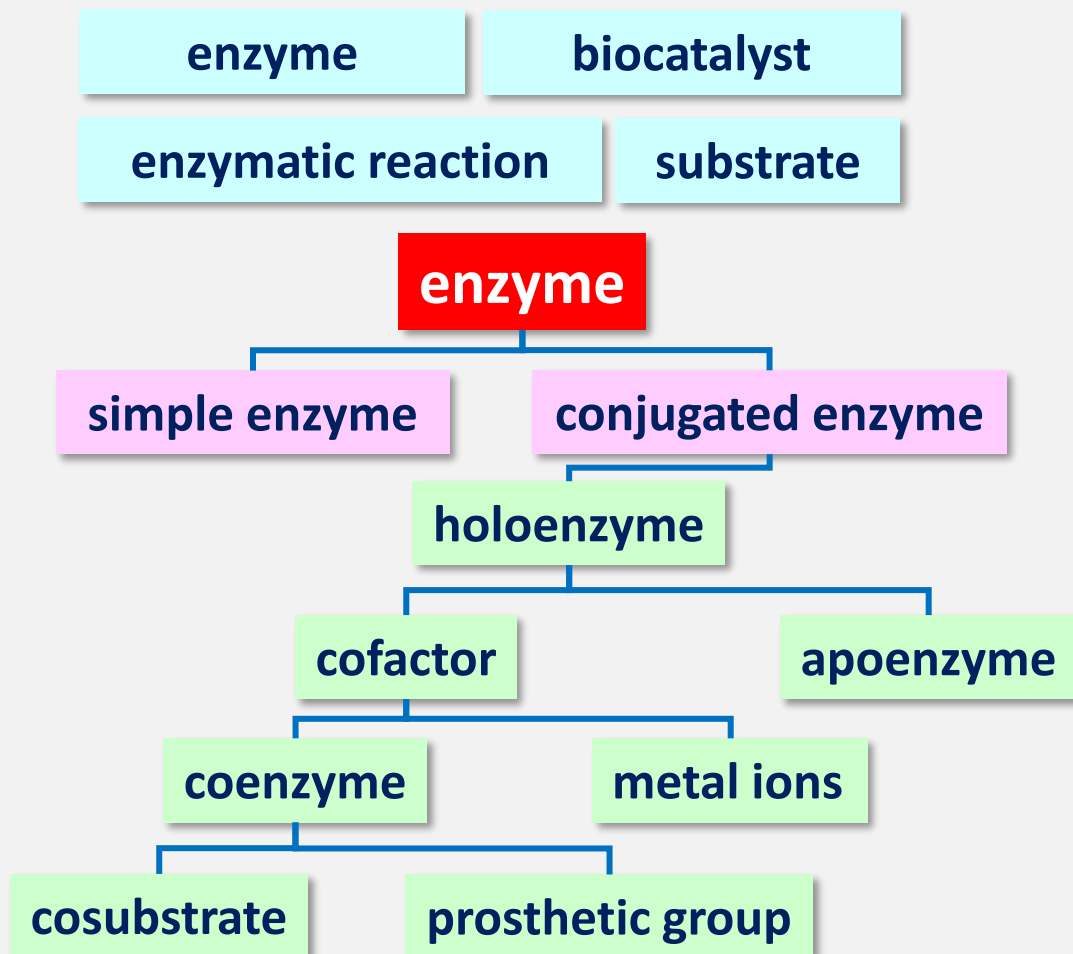 enzyme
biocatalyst
enzymatic reaction
substrate
enzyme
simple enzyme
conjugated enzyme
holoenzyme
cofactor
apoenzyme
coenzyme
metal ions
cosubstrate
prosthetic group